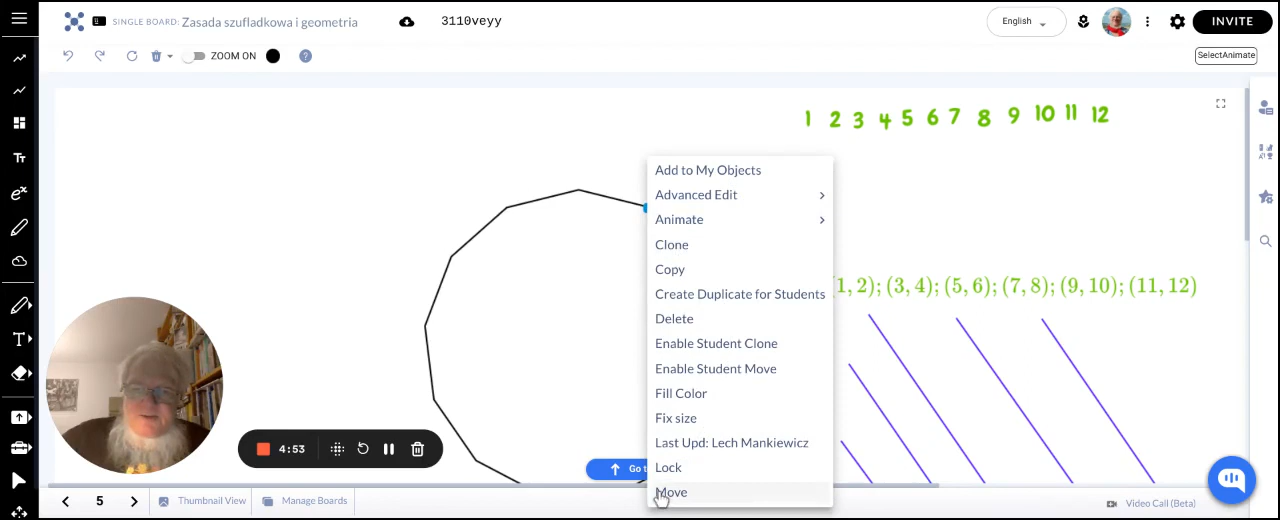 SINGLE BOARD: Zasada szufladkowa i geometria
3110veyy
English
INVITE
ZOOM ON
SelectAnimate
1 2 3 4 5 6 7 8 9 10 11 12
Add to My Objects
Advanced Edit
Animate
Clone
Copy
Create Duplicate for Students
Delete
Enable Student Clone
Enable Student Move
Fill Color
Fix size
Last Upd: Lech Mankiewicz
Lock
Move
1, 2); (3, 4); (5, 6); (7, 8); (9, 10); (11, 12)
4:53
Go
5
Thumbnail View
Manage Boards
Video Call (Beta)